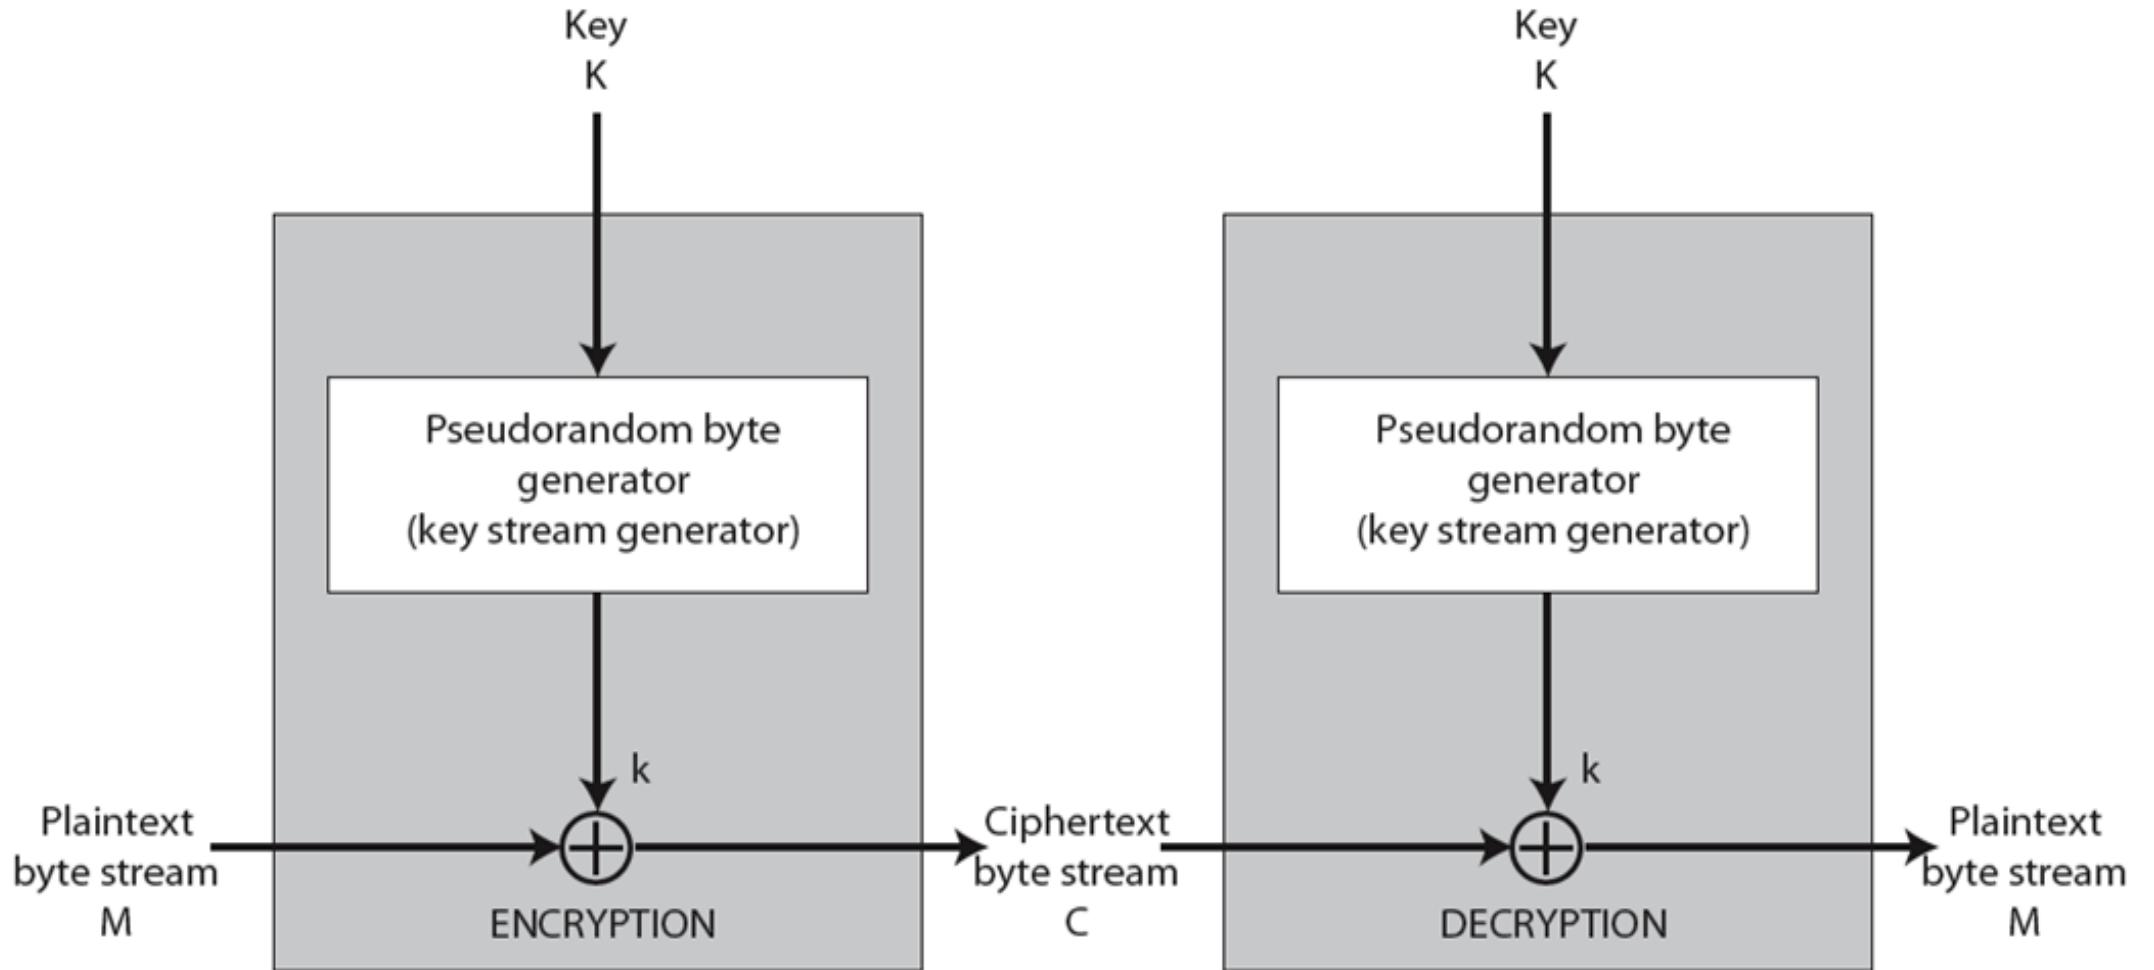 Key
K
Key
K
Pseudorandom byte
generator
(key stream generator)
Pseudorandom byte
generator
(key stream generator)
k
k
Plaintext
byte stream
M
Ciphertext
byte stream
C
Plaintext
byte stream
M
ENCRYPTION
DECRYPTION